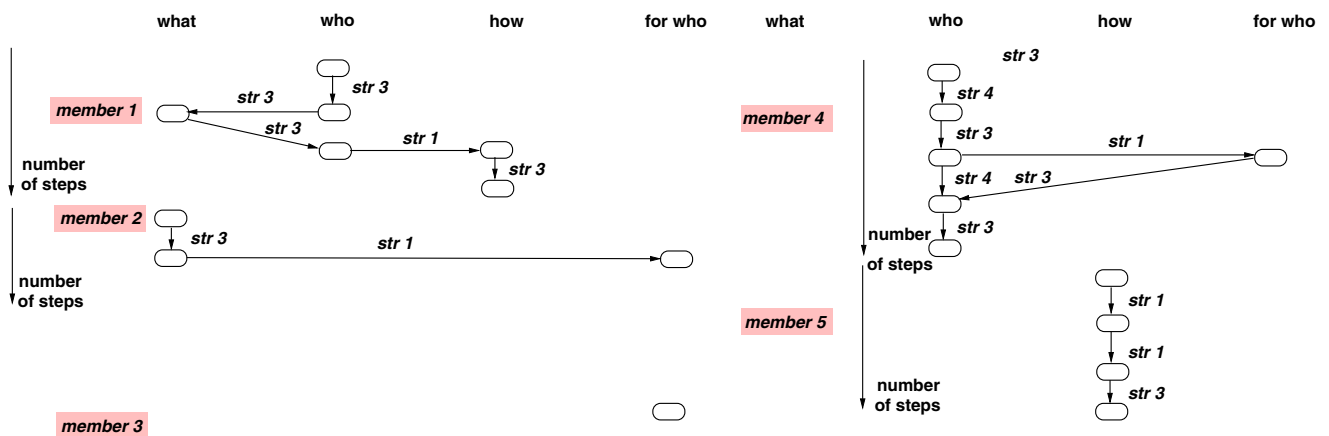 what who how for who what who how for who
str 3
str 3
str 4
str 3
member 1
member 4
str 3
str 1
str 3
str 1
number
of steps
str 3
str 4
str 3
member 2
str 3
str 1
str 3
number
of steps
number
of steps
str 1
member 5
str 1
number
of steps
str 3
member 3